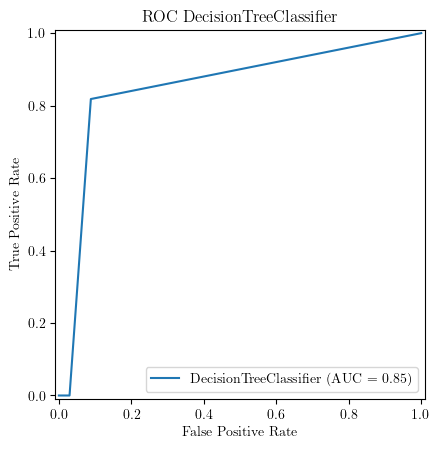 ROC DecisionTreeClassifier
1.0
0.8
0.6
0.4
0.2
0.0
True Positive Rate
DecisionTreeClassifier (AUC = 0.85)
0.0 0.2 0.4 0.6 0.8 1.0
False Positive Rate